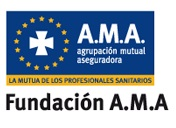 A.M.A.
agrupación mutual
aseguradora
LA MUTUA DE LOS PROFESIONALES SANITARIOS
Fundación A.M.A